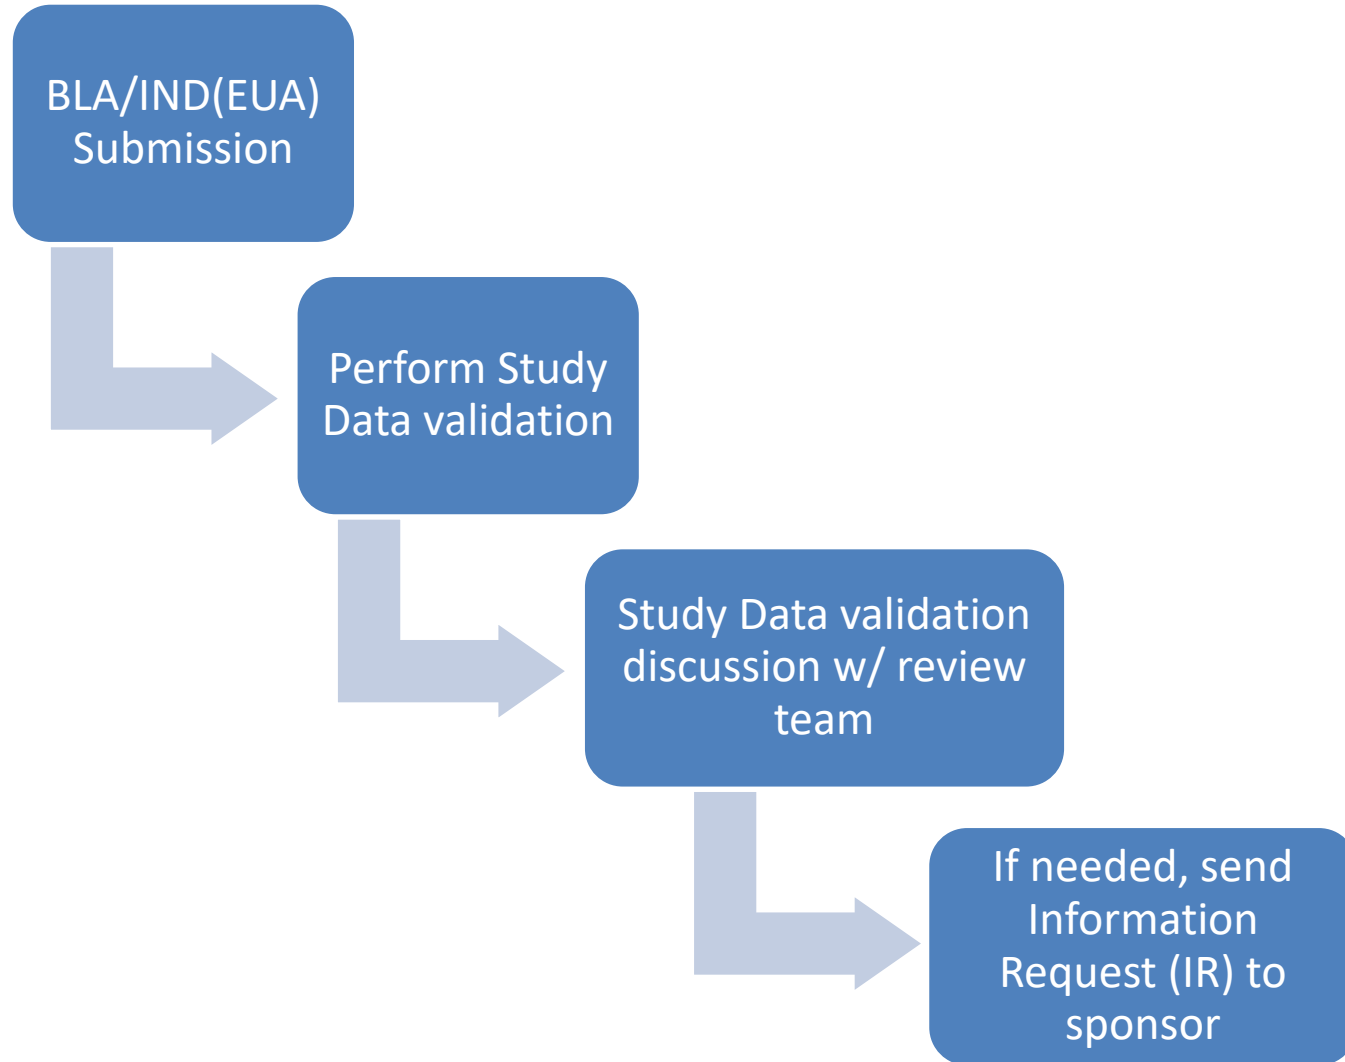 BLA/IND(EUA)
Submission
Perform Study
Data validation
Study Data validation
discussion w/ review
team
If needed, send
Information
Request (IR) to
sponsor